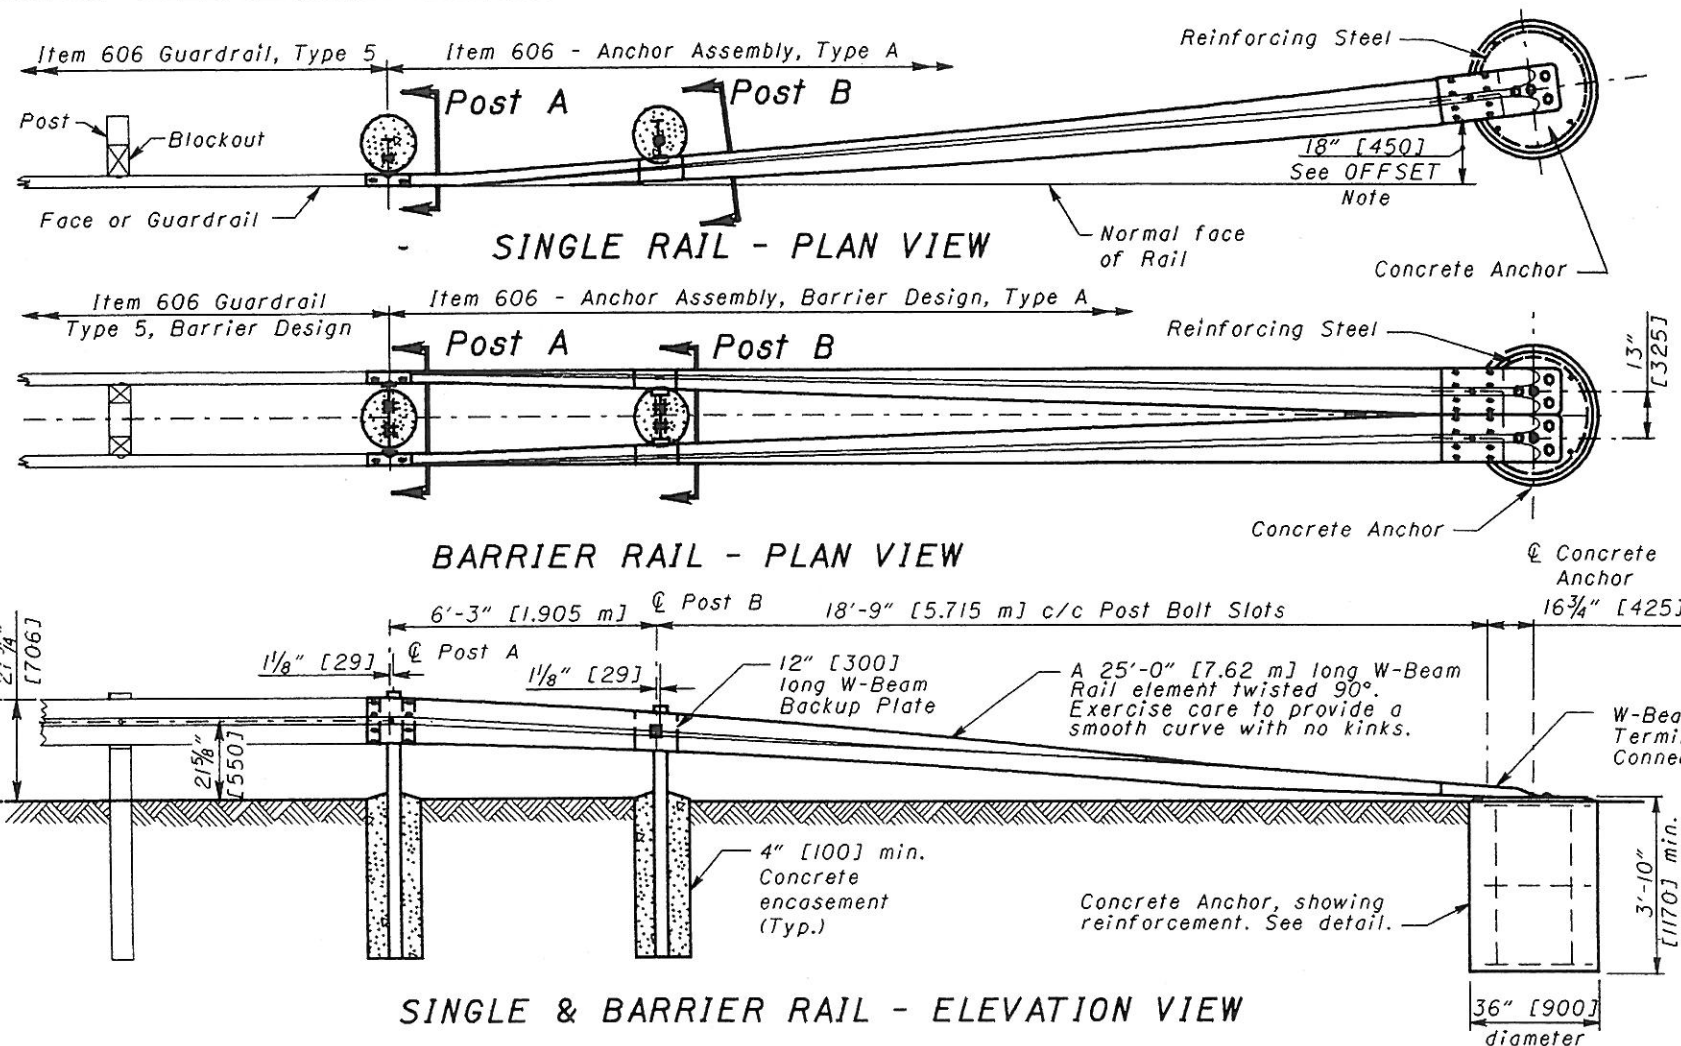 Item 606 Guardrail, Type 5
Item 606 - Anchor Assembly, Type A
Reinforcing Steel
Post A
Post B
Post
Blockout
18" [450]
See OFFSET
Note
Face or Guardrail
SINGLE RAIL - PLAN VIEW
Normal face
of Rail
Concrete Anchor
Item 606 Guardrail
Type 5, Barrier Design
Item 606 - Anchor Assembly, Barrier Design, Type A
Reinforcing Steel
13"
[325]
Post A
Post B
Concrete Anchor
BARRIER RAIL - PLAN VIEW
℄ Concrete
Anchor
16¾" [425]
6'-3" [1.905 m]
℄ Post B
18'-9" [5.715 m] c/c Post Bolt Slots
[706]
1⅛" [29]
℄ Post A
1⅛" [29]
12" [300]
long W-Beam
Backup Plate
A 25'-0" [7.62 m] long W-Beam
Rail element twisted 90°.
Exercise care to provide a
smooth curve with no kinks.
W-Bea
Termi
Connec
21⅝"
[550]
4" [100] min.
Concrete
encasement
(Typ.)
Concrete Anchor, showing
reinforcement. See detail.
3'-10"
[1170] min.
SINGLE & BARRIER RAIL - ELEVATION VIEW
36" [900]
diameter